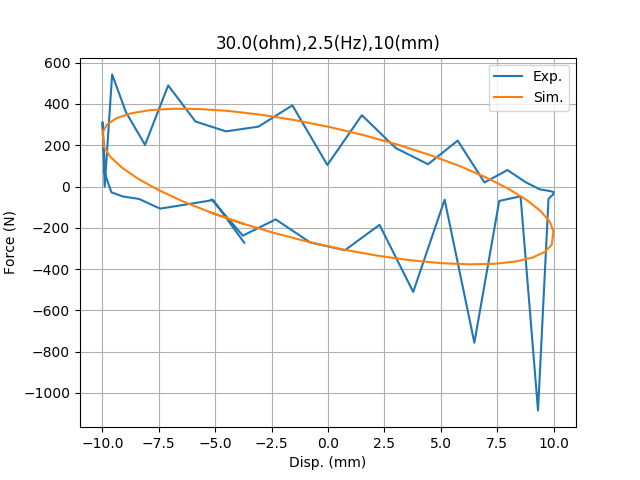 30.0(ohm),2.5(Hz),10(mm)
Exp.
Sim.
Force (N)
600
400
200
0
−200
−400
−600
−800
−1000
−10.0 −7.5 −5.0 −2.5 0.0 2.5 5.0 7.5 10.0
Disp. (mm)